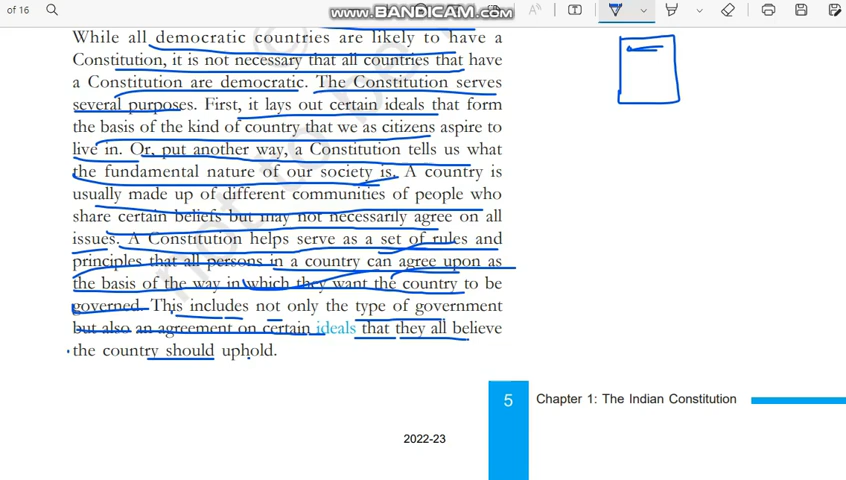 www.BANDICAM.com
of 16
While all democratic countries are likely to have a
Constitution, it is not necessary that all countries that have
a Constitution are democratic. The Constitution serves
several purposes. First, it lays out certain ideals that form
the basis of the kind of country that we as citizens aspire to
live in. Or, put another way, a Constitution tells us what
the fundamental nature of our society is. A country is
usually made up of different communities of people who
share certain beliefs but may not necessarily agree on all
issues. A Constitution helps serve as a set of rules and
principles that all persons in a country can agree upon as
the basis of the way in which they want the country to be
governed. This includes not only the type of government
but also an agreement on certain ideals that they all believe
the country should uphold.
5 Chapter 1: The Indian Constitution
2022-23